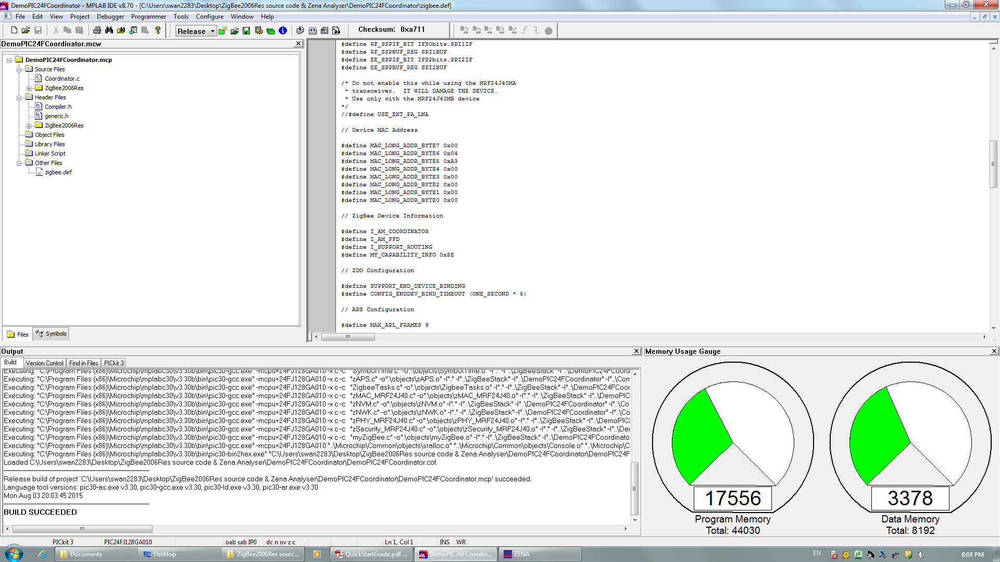 DemoPIC24FCoordinator - MPLAB IDE v8.70 - [C:\Users\swan2283\Desktop\ZigBee2006Res source code & Zena Analyser\DemoPIC24FCoordinator\zigbee.def]
File Edit View Project Debugger Programmer Tools Configure Window Help
Release Checksum: 0xa711
DemoPIC24FCoordinator.mcw
DemoPIC24FCoordinator.mcp
Source Files
Coordinator.c
ZigBee2006Res
Header Files
Compiler.h
generic.h
ZigBee2006Res
Object Files
Library Files
Linker Script
Other Files
zigbee.def
Files Symbols
#define RF_SSPIF_BIT IFS0bits.SPI1IF
#define RF_SSPBUF_REG SPI1BUF
#define EE_SSPIF_BIT IFS2bits.SPI2IF
#define EE_SSPBUF_REG SPI2BUF
/* Do not enable this while using the MRF24J40MA
* transceiver.  IT WILL DAMAGE THE DEVICE.
* Use only with the MRF24J40MB device
*/
//#define USE_EXT_PA_LNA
// Device MAC Address
#define MAC_LONG_ADDR_BYTE7 0x00
#define MAC_LONG_ADDR_BYTE6 0x04
#define MAC_LONG_ADDR_BYTE5 0xA3
#define MAC_LONG_ADDR_BYTE4 0x00
#define MAC_LONG_ADDR_BYTE3 0x00
#define MAC_LONG_ADDR_BYTE2 0x00
#define MAC_LONG_ADDR_BYTE1 0x00
#define MAC_LONG_ADDR_BYTE0 0x00
// ZigBee Device Information
#define I_AM_COORDINATOR
#define I_AM_FFD
#define I_SUPPORT_ROUTING
#define MY_CAPABILITY_INFO 0x8E
// ZDO Configuration
#define SUPPORT_END_DEVICE_BINDING
#define CONFIG_ENDDEV_BIND_TIMEOUT (ONE_SECOND * 5)
// APS Configuration
#define MAX_APL_FRAMES 9
Output
Build Version Control Find in Files PICkit 3
Executing: "C:\Program Files (x86)\Microchip\mplabc30\v3.30b\bin\pic30-gcc.exe" -mcpu=24FJ128GA010 -x c -c "SymbolTime.c" -o".\objects\SymbolTime.o" -I"." -I"..\ZigBeeStack" -I"..\DemoPIC24FCoord
Executing: "C:\Program Files (x86)\Microchip\mplabc30\v3.30b\bin\pic30-gcc.exe" -mcpu=24FJ128GA010 -x c -c "zAPS.c" -o".\objects\zAPS.o" -I"." -I"..\ZigBeeStack" -I"..\DemoPIC24FCoordinator" -I"..\Com
Executing: "C:\Program Files (x86)\Microchip\mplabc30\v3.30b\bin\pic30-gcc.exe" -mcpu=24FJ128GA010 -x c -c "ZigbeeTasks.c" -o".\objects\ZigbeeTasks.o" -I"." -I"..\ZigBeeStack" -I"..\DemoPIC24FCoor
Executing: "C:\Program Files (x86)\Microchip\mplabc30\v3.30b\bin\pic30-gcc.exe" -mcpu=24FJ128GA010 -x c -c "zMAC_MRF24J40.c" -o".\objects\zMAC_MRF24J40.o" -I"." -I"..\ZigBeeStack" -I"..\DemoPIC
Executing: "C:\Program Files (x86)\Microchip\mplabc30\v3.30b\bin\pic30-gcc.exe" -mcpu=24FJ128GA010 -x c -c "zNVM.c" -o".\objects\zNVM.o" -I"." -I"..\ZigBeeStack" -I"..\DemoPIC24FCoordinator" -I"..\Co
Executing: "C:\Program Files (x86)\Microchip\mplabc30\v3.30b\bin\pic30-gcc.exe" -mcpu=24FJ128GA010 -x c -c "zNWK.c" -o".\objects\zNWK.o" -I"." -I"..\ZigBeeStack" -I"..\DemoPIC24FCoordinator" -I"..\Co
Executing: "C:\Program Files (x86)\Microchip\mplabc30\v3.30b\bin\pic30-gcc.exe" -mcpu=24FJ128GA010 -x c -c "zPHY_MRF24J40.c" -o".\objects\zPHY_MRF24J40.o" -I"." -I"..\ZigBeeStack" -I"..\DemoPIC2
Executing: "C:\Program Files (x86)\Microchip\mplabc30\v3.30b\bin\pic30-gcc.exe" -mcpu=24FJ128GA010 -x c -c "zSecurity_MRF24J40.c" -o".\objects\zSecurity_MRF24J40.o" -I"." -I"..\ZigBeeStack" -I"..\De
Executing: "C:\Program Files (x86)\Microchip\mplabc30\v3.30b\bin\pic30-gcc.exe" -mcpu=24FJ128GA010 -x c -c "myZigBee.c" -o".\objects\myZigBee.o" -I"." -I"..\ZigBeeStack" -I"..\DemoPIC24FCoordinator
Executing: "C:\Program Files (x86)\Microchip\mplabc30\v3.30b\bin\pic30-gcc.exe" -mcpu=24FJ128GA010 "..\Microchip\Common\objects\sralloc.o" "..\Microchip\Common\objects\Console.o" "..\Microchip\C
Executing: "C:\Program Files (x86)\Microchip\mplabc30\v3.30b\bin\pic30-bin2hex.exe" "C:\Users\swan2283\Desktop\ZigBee2006Res source code & Zena Analyser\DemoPIC24FCoordinator\DemoPIC24F
Loaded C:\Users\swan2283\Desktop\ZigBee2006Res source code & Zena Analyser\DemoPIC24FCoordinator\DemoPIC24FCoordinator.cof.
Release build of project `C:\Users\swan2283\Desktop\ZigBee2006Res source code & Zena Analyser\DemoPIC24FCoordinator\DemoPIC24FCoordinator.mcp' succeeded.
Language tool versions: pic30-as.exe v3.30, pic30-gcc.exe v3.30, pic30-ld.exe v3.30, pic30-ar.exe v3.30
Mon Aug 03 20:03:45 2015
BUILD SUCCEEDED
Memory Usage Gauge
17556
Program Memory
Total: 44030
3378
Data Memory
Total: 8192
PICkit 3 PIC24FJ128GA010 oab sab IP0 dc n ov z c Ln 1, Col 1 INS WR
Documents Desktop ZigBee2006Res sourc... QuickStartGuide.pdf ... DemoPIC24FCoordin... ZENA EN 8:04 PM